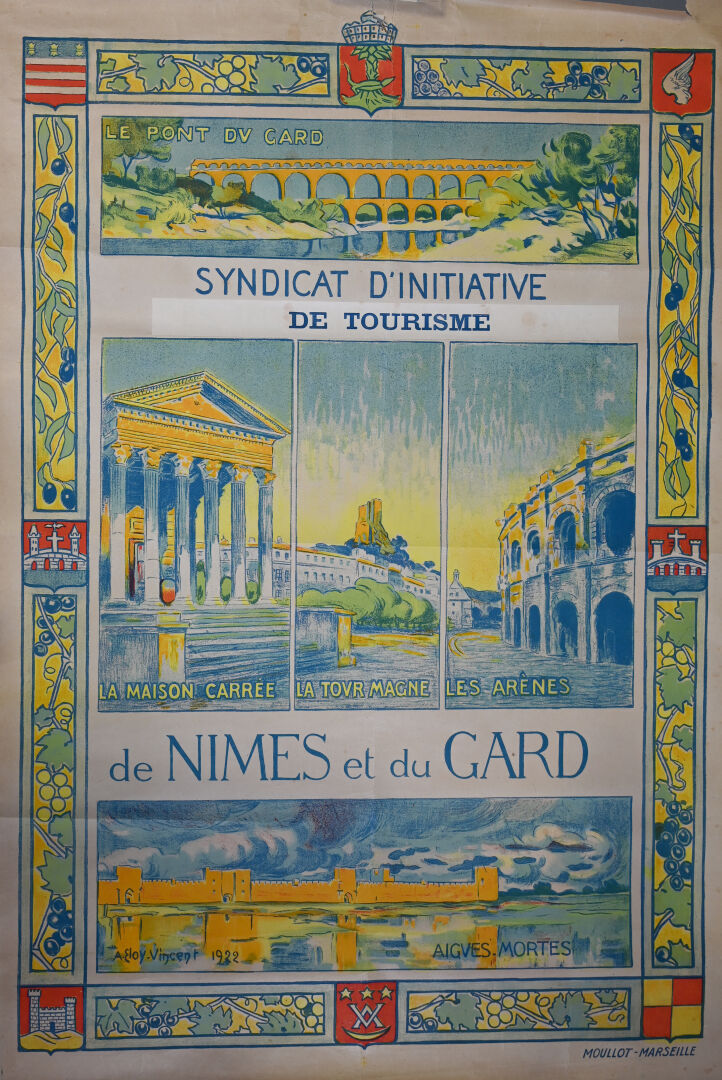 LE PONT DV GARD
SYNDICAT D'INITIATIVE
DE TOURISME
LA MAISON CARRÉE
LA TOVR MAGNE
LES ARÈNES
de NIMES et du GARD
A. Eloy-Vincent 1922
AIGVES.MORTES
MOULLOT-MARSEILLE